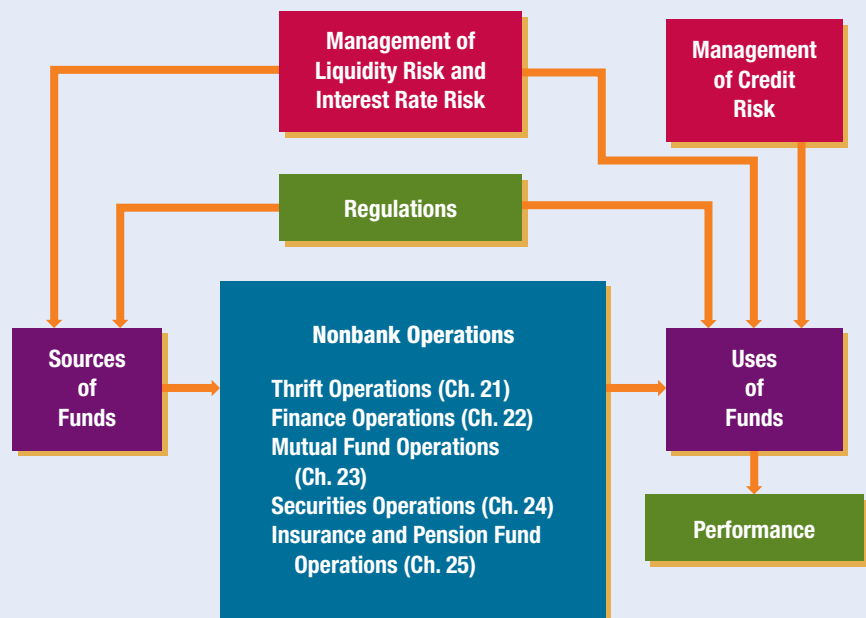 Management of
Liquidity Risk and
Interest Rate Risk
Management
of Credit
Risk
Regulations
Sources
of
Funds
Nonbank Operations
Thrift Operations (Ch. 21)
Finance Operations (Ch. 22)
Mutual Fund Operations
(Ch. 23)
Securities Operations (Ch. 24)
Insurance and Pension Fund
Operations (Ch. 25)
Uses
of
Funds
Performance